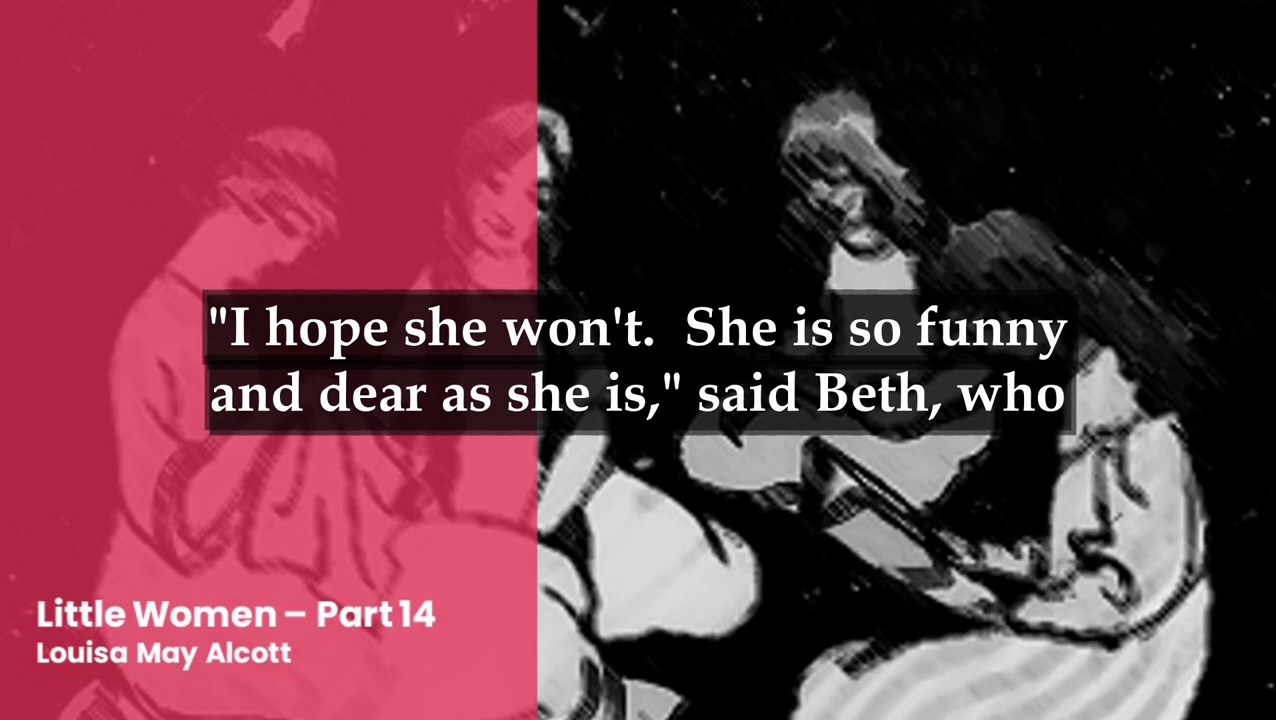 "I hope she won't.  She is so funny
and dear as she is," said Beth, who
Little Women – Part 14
Louisa May Alcott